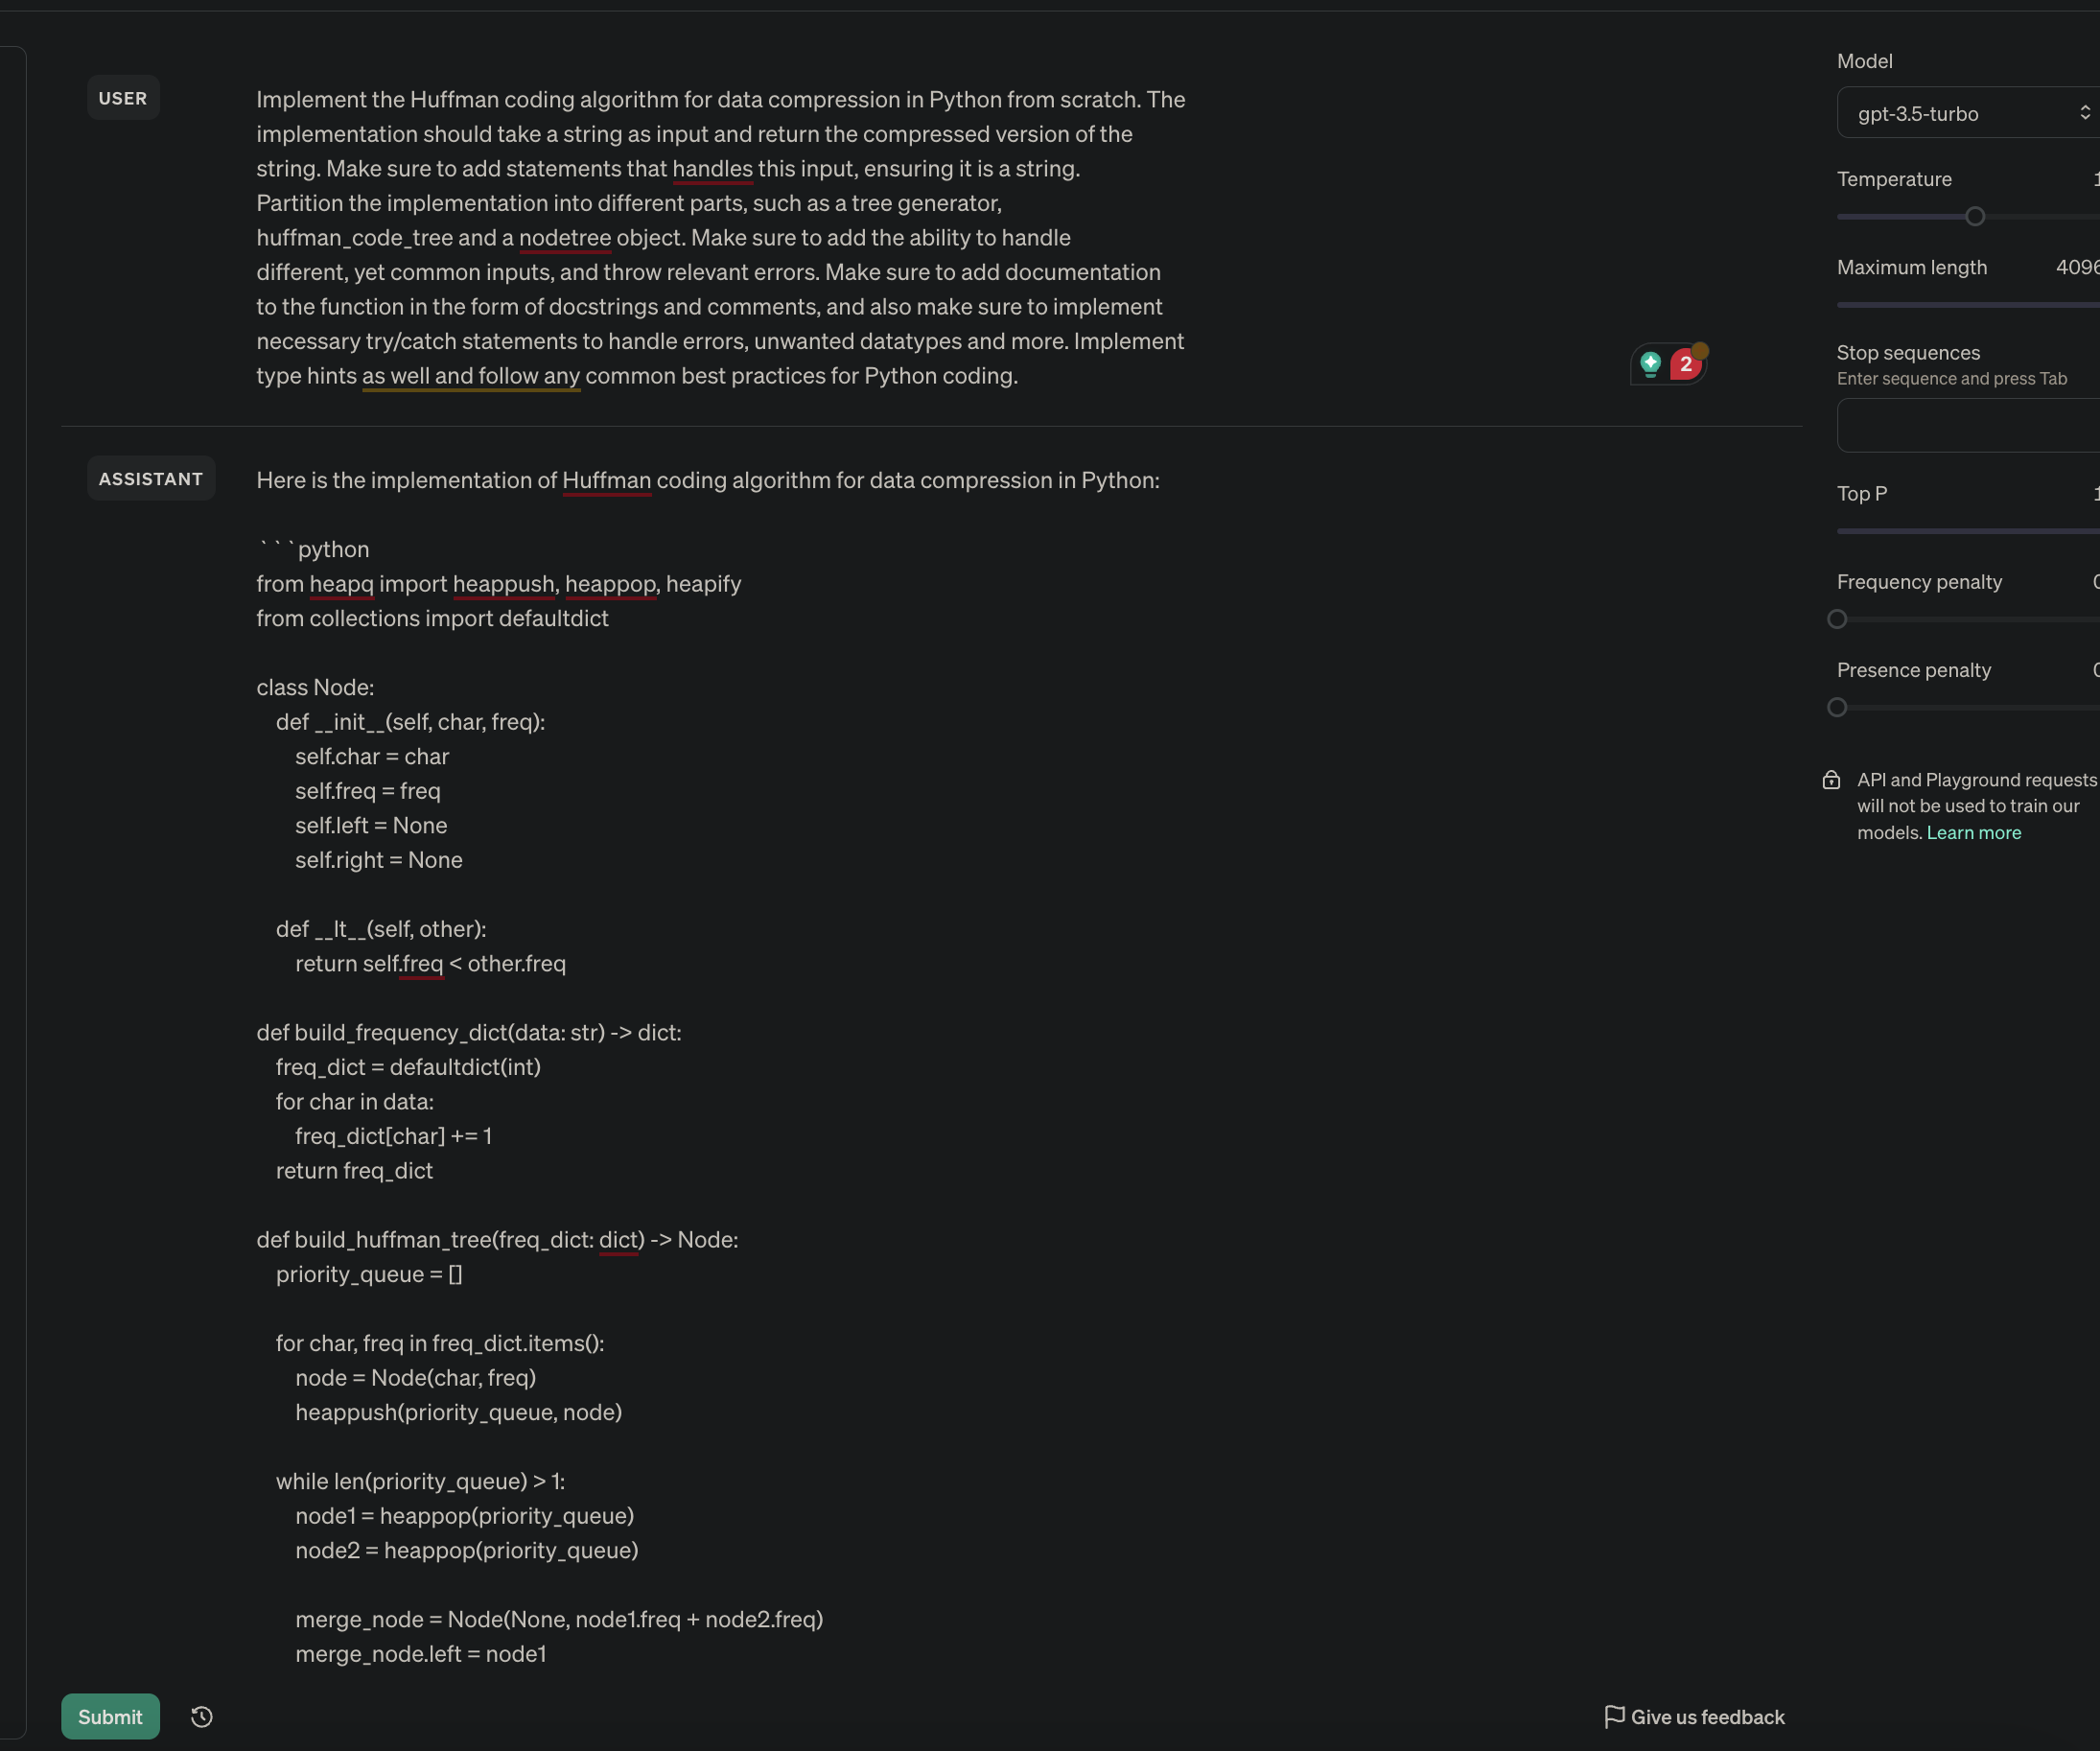 USER
Implement the Huffman coding algorithm for data compression in Python from scratch. The
implementation should take a string as input and return the compressed version of the
string. Make sure to add statements that handles this input, ensuring it is a string.
Partition the implementation into different parts, such as a tree generator,
huffman_code_tree and a nodetree object. Make sure to add the ability to handle
different, yet common inputs, and throw relevant errors. Make sure to add documentation
to the function in the form of docstrings and comments, and also make sure to implement
necessary try/catch statements to handle errors, unwanted datatypes and more. Implement
type hints as well and follow any common best practices for Python coding.
2
ASSISTANT
Here is the implementation of Huffman coding algorithm for data compression in Python:
```python
from heapq import heappush, heappop, heapify
from collections import defaultdict
class Node:
def __init__(self, char, freq):
self.char = char
self.freq = freq
self.left = None
self.right = None
def __lt__(self, other):
return self.freq < other.freq
def build_frequency_dict(data: str) -> dict:
freq_dict = defaultdict(int)
for char in data:
freq_dict[char] += 1
return freq_dict
def build_huffman_tree(freq_dict: dict) -> Node:
priority_queue = []
for char, freq in freq_dict.items():
node = Node(char, freq)
heappush(priority_queue, node)
while len(priority_queue) > 1:
node1 = heappop(priority_queue)
node2 = heappop(priority_queue)
merge_node = Node(None, node1.freq + node2.freq)
merge_node.left = node1
Submit
Give us feedback
Model
gpt-3.5-turbo
Temperature
Maximum length 4096
Stop sequences
Enter sequence and press Tab
Top P
Frequency penalty
Presence penalty
API and Playground requests
will not be used to train our
models. Learn more